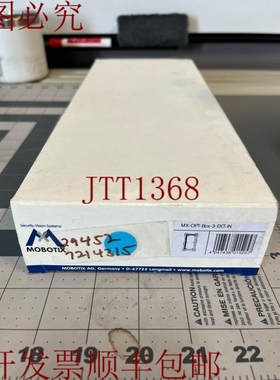 图必究
JTT1368
Security-Vision-Systems
MOBOTIX
29452
7214315
MX-OPT-Box-3-EXT-IN
MOBOTIX AG, Germany • D-67722 Langmeil • www.mobotix.com
18 19 20 21 22
开发票顺丰包邮